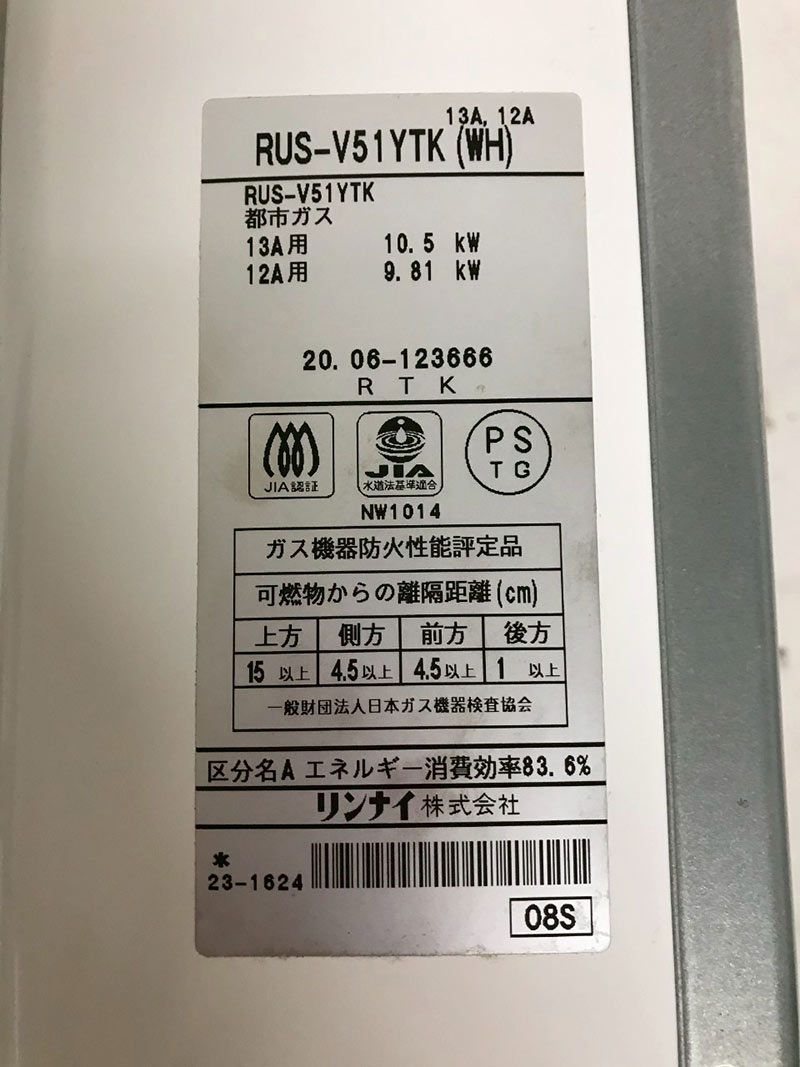 13A, 12A
RUS-V51YTK (WH)
RUS-V51YTK
都市ガス
13A用 10.5 kW
12A用 9.81 kW
20. 06-123666
R T K
JIA認証
JIA
水道法基準適合
PS
TG
NW1014
ガス機器防火性能評定品
可燃物からの離隔距離(cm)
上方 側方 前方 後方
15 以上 4.5以上 4.5以上 1 以上
一般財団法人日本ガス機器検査協会
区分名A エネルギー消費効率83.6%
リンナイ株式会社
*
23-1624
08S